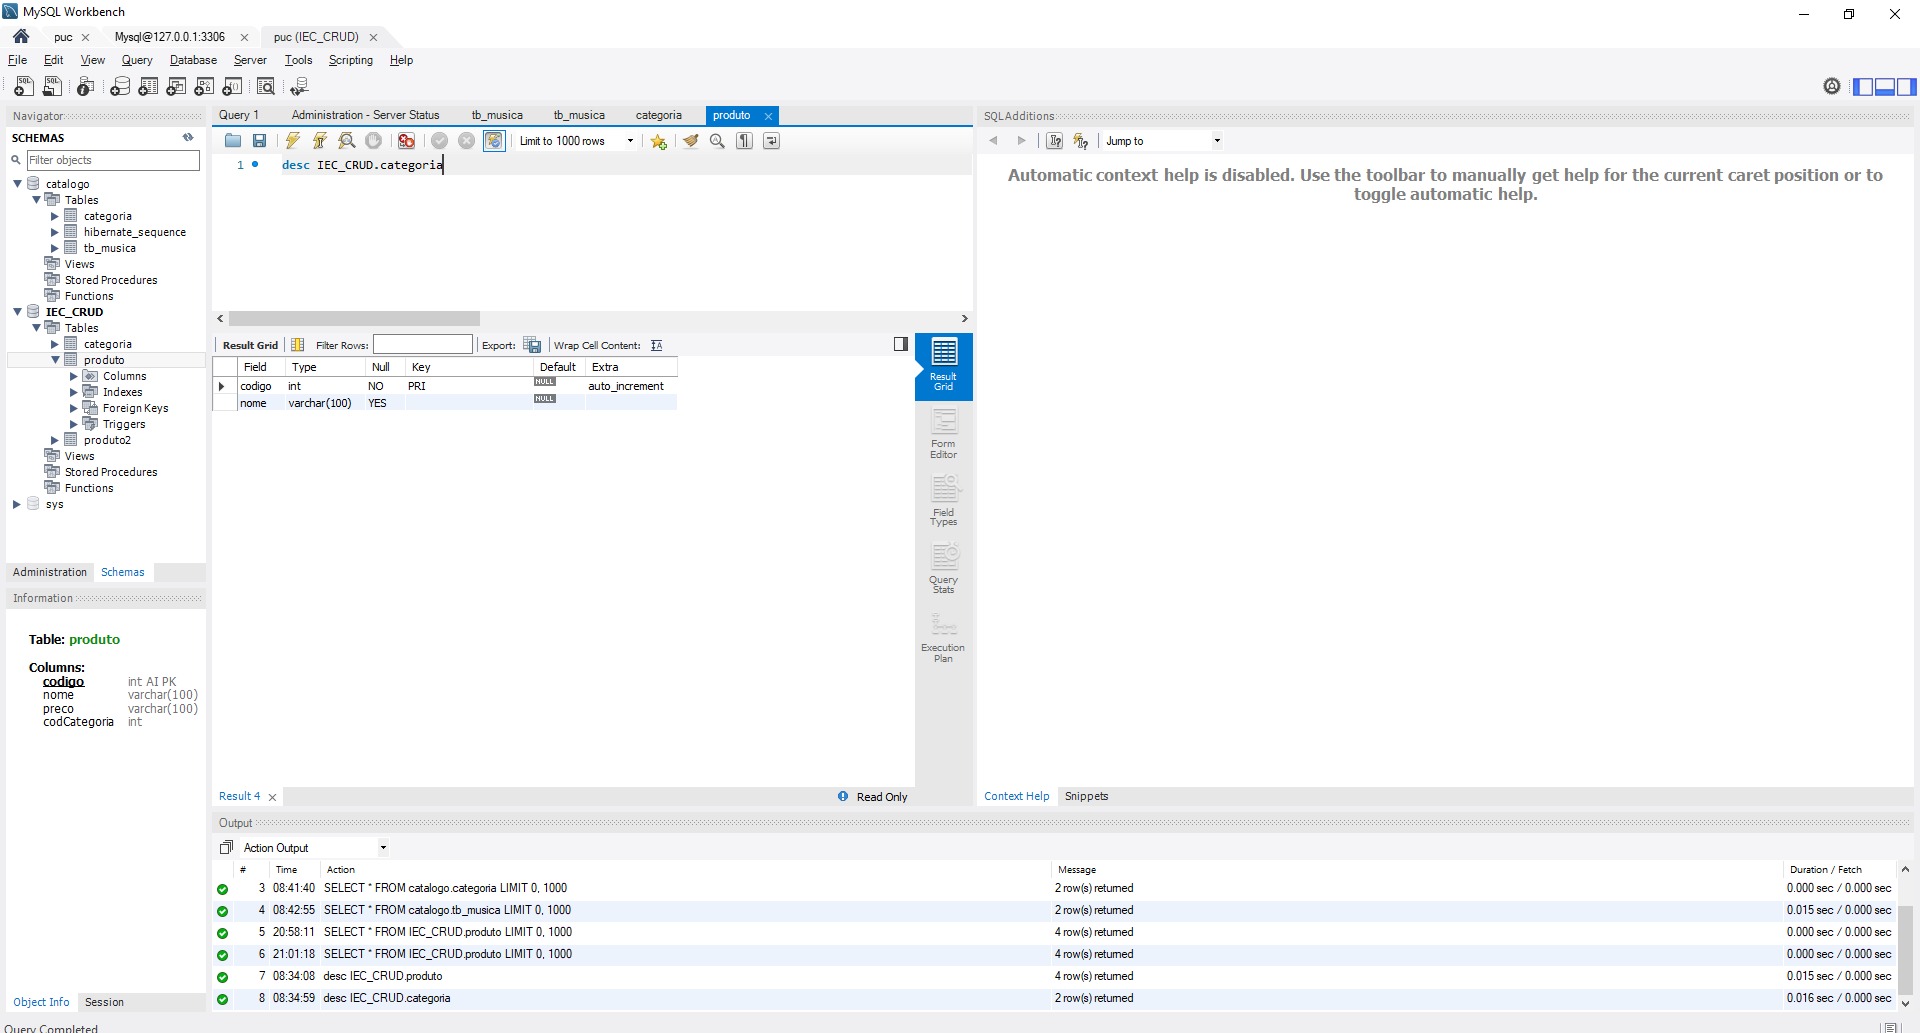 MySQL Workbench
puc
Mysql@127.0.0.1:3306
puc (IEC_CRUD)
File Edit View Query Database Server Tools Scripting Help
Navigator
SCHEMAS
Filter objects
catalogo
Tables
categoria
hibernate_sequence
tb_musica
Views
Stored Procedures
Functions
IEC_CRUD
Tables
categoria
produto
Columns
Indexes
Foreign Keys
Triggers
produto2
Views
Stored Procedures
Functions
sys
Administration Schemas
Information
Table: produto
Columns:
codigo int AI PK
nome varchar(100)
preco varchar(100)
codCategoria int
Object Info Session
Query 1 Administration - Server Status tb_musica tb_musica categoria produto
Limit to 1000 rows
1 desc IEC_CRUD.categoria
Result Grid Filter Rows: Export: Wrap Cell Content:
Field Type Null Key Default Extra
codigo int NO PRI NULL auto_increment
nome varchar(100) YES NULL
Result
Grid
Form
Editor
Field
Types
Query
Stats
Execution
Plan
Result 4
Read Only
SQLAdditions
Jump to
Automatic context help is disabled. Use the toolbar to manually get help for the current caret position or to
toggle automatic help.
Context Help Snippets
Output
Action Output
# Time Action Message Duration / Fetch
3 08:41:40 SELECT * FROM catalogo.categoria LIMIT 0, 1000 2 row(s) returned 0.000 sec / 0.000 sec
4 08:42:55 SELECT * FROM catalogo.tb_musica LIMIT 0, 1000 2 row(s) returned 0.015 sec / 0.000 sec
5 20:58:11 SELECT * FROM IEC_CRUD.produto LIMIT 0, 1000 4 row(s) returned 0.000 sec / 0.000 sec
6 21:01:18 SELECT * FROM IEC_CRUD.produto LIMIT 0, 1000 4 row(s) returned 0.000 sec / 0.000 sec
7 08:34:08 desc IEC_CRUD.produto 4 row(s) returned 0.015 sec / 0.000 sec
8 08:34:59 desc IEC_CRUD.categoria 2 row(s) returned 0.016 sec / 0.000 sec
Query Completed